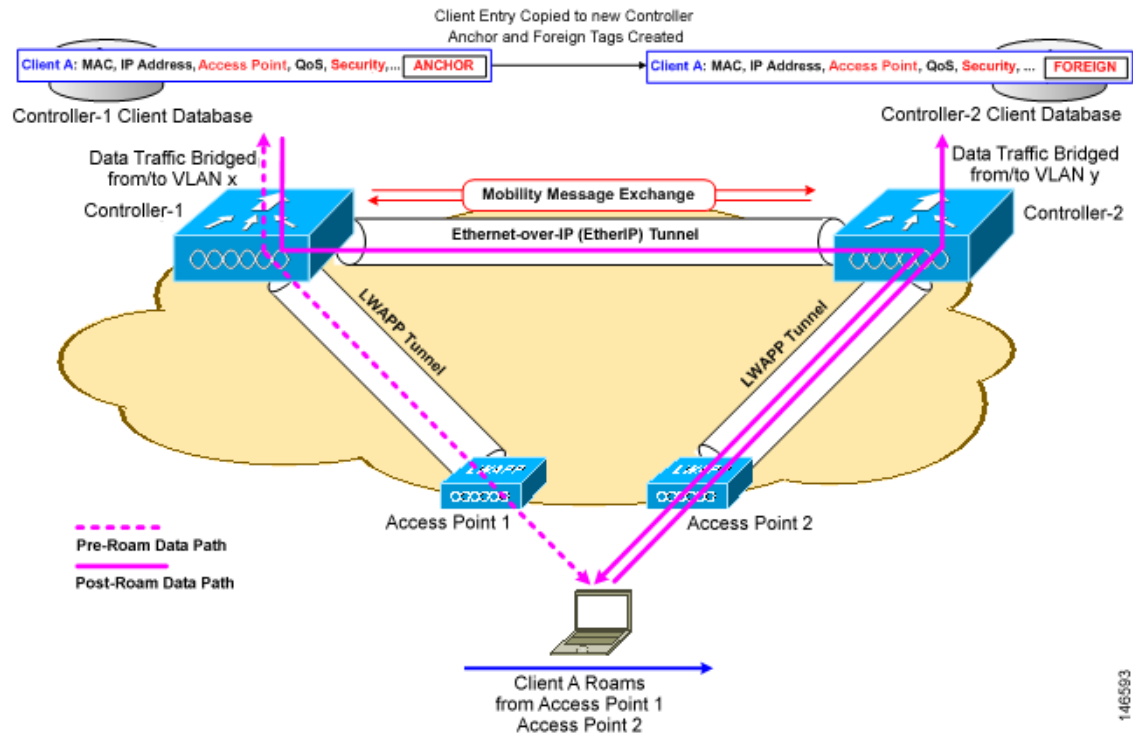 Client Entry Copied to new Controller
Anchor and Foreign Tags Created
Client A: MAC, IP Address, Access Point, QoS, Security,... ANCHOR
Client A: MAC, IP Address, Access Point, QoS, Security, ... FOREIGN
Controller-1 Client Database
Controller-2 Client Database
Data Traffic Bridged
from/to VLAN x
Data Traffic Bridged
from/to VLAN y
Mobility Message Exchange
Controller-1
Controller-2
Ethernet-over-IP (EtherIP) Tunnel
LWAPP Tunnel
LWAPP Tunnel
LWAPP
LWAPP
Access Point 1
Access Point 2
Pre-Roam Data Path
Post-Roam Data Path
Client A Roams
from Access Point 1
Access Point 2
146593